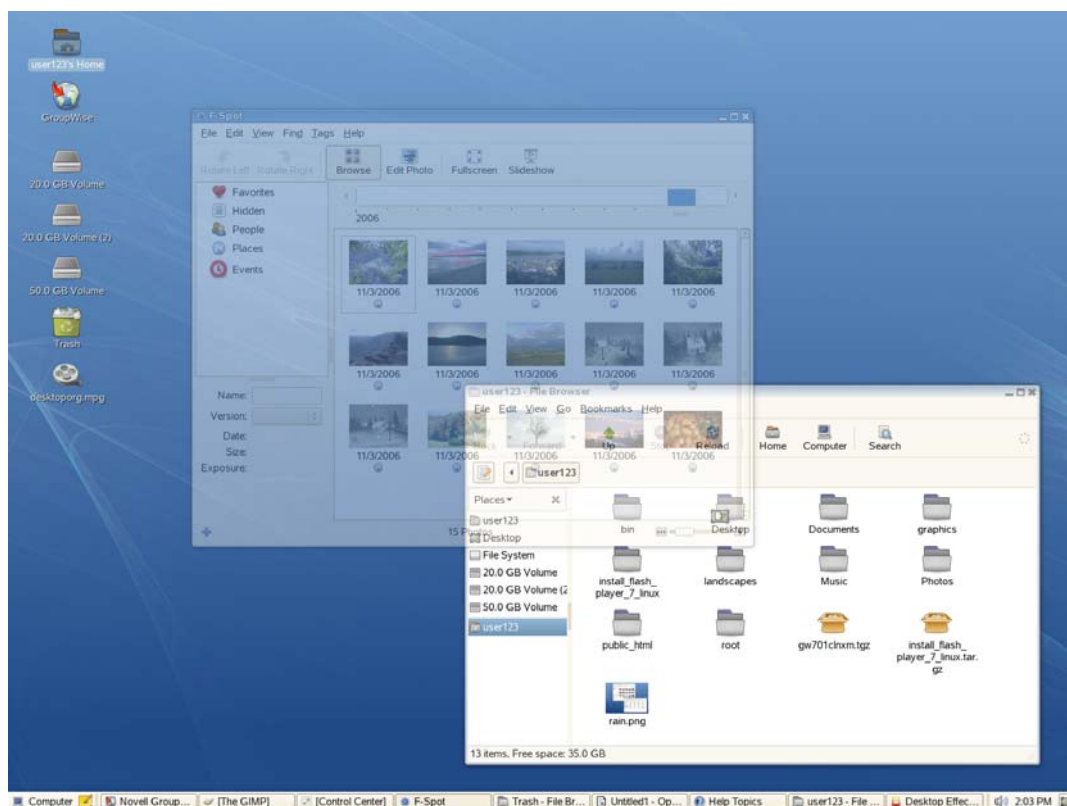 user123's Home
GroupWise
20.0 GB Volume
20.0 GB Volume (2)
50.0 GB Volume
Trash
desktoporg.mpg
F-Spot
File Edit View Find Tags Help
Rotate Left Rotate Right Browse Edit Photo Fullscreen Slideshow
Favorites
Hidden
People
Places
Events
2006
11/3/2006 11/3/2006 11/3/2006 11/3/2006 11/3/2006
11/3/2006 11/3/2006 11/3/2006 11/3/2006 11/3/2006
11/3/2006 11/3/2006 11/3/2006 11/3/2006 11/3/2006
Name:
Version:
Date:
Size:
Exposure:
15 Photos
user123 - File Browser
File Edit View Go Bookmarks Help
Back Forward Up Reload Home Computer Search
user123
Places
user123
Desktop
File System
20.0 GB Volume
20.0 GB Volume (2
50.0 GB Volume
user123
bin Desktop Documents graphics
install_flash_
player_7_linux
landscapes Music Photos
public_html root gw701clnxm.tgz
install_flash_
player_7_linux.tar.
gz
rain.png
13 items, Free space: 35.0 GB
Computer Novell Group... [The GIMP] [Control Center] F-Spot Trash - File Br... Untitled1 - Op... Help Topics user123 - File ... Desktop Effec... 2:03 PM